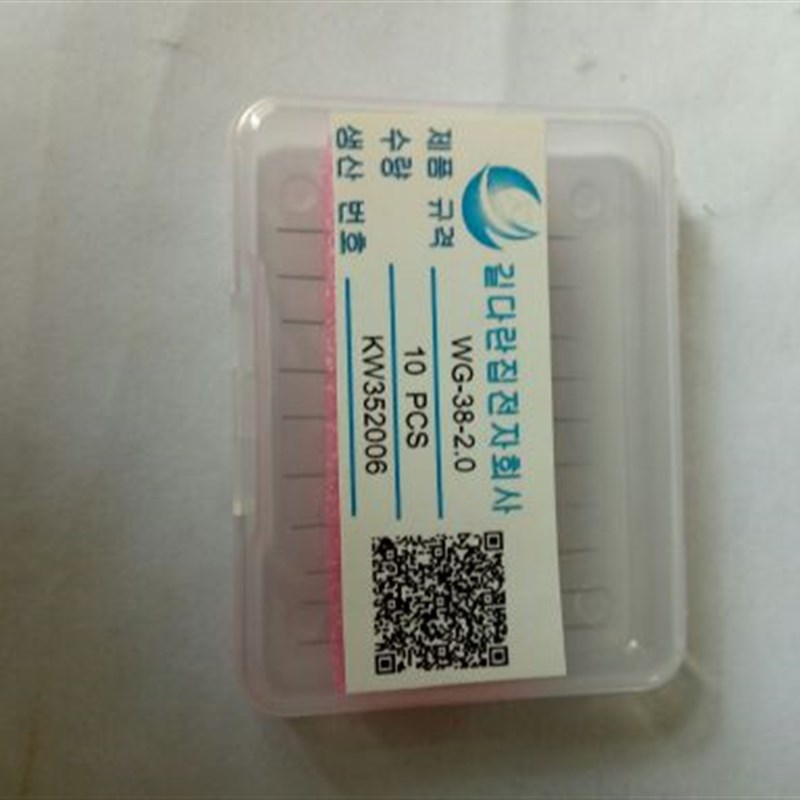 길다란집전자회사
제품 규격 WG-38-2.0
수량 10 PCS
생산 번호 KW352006